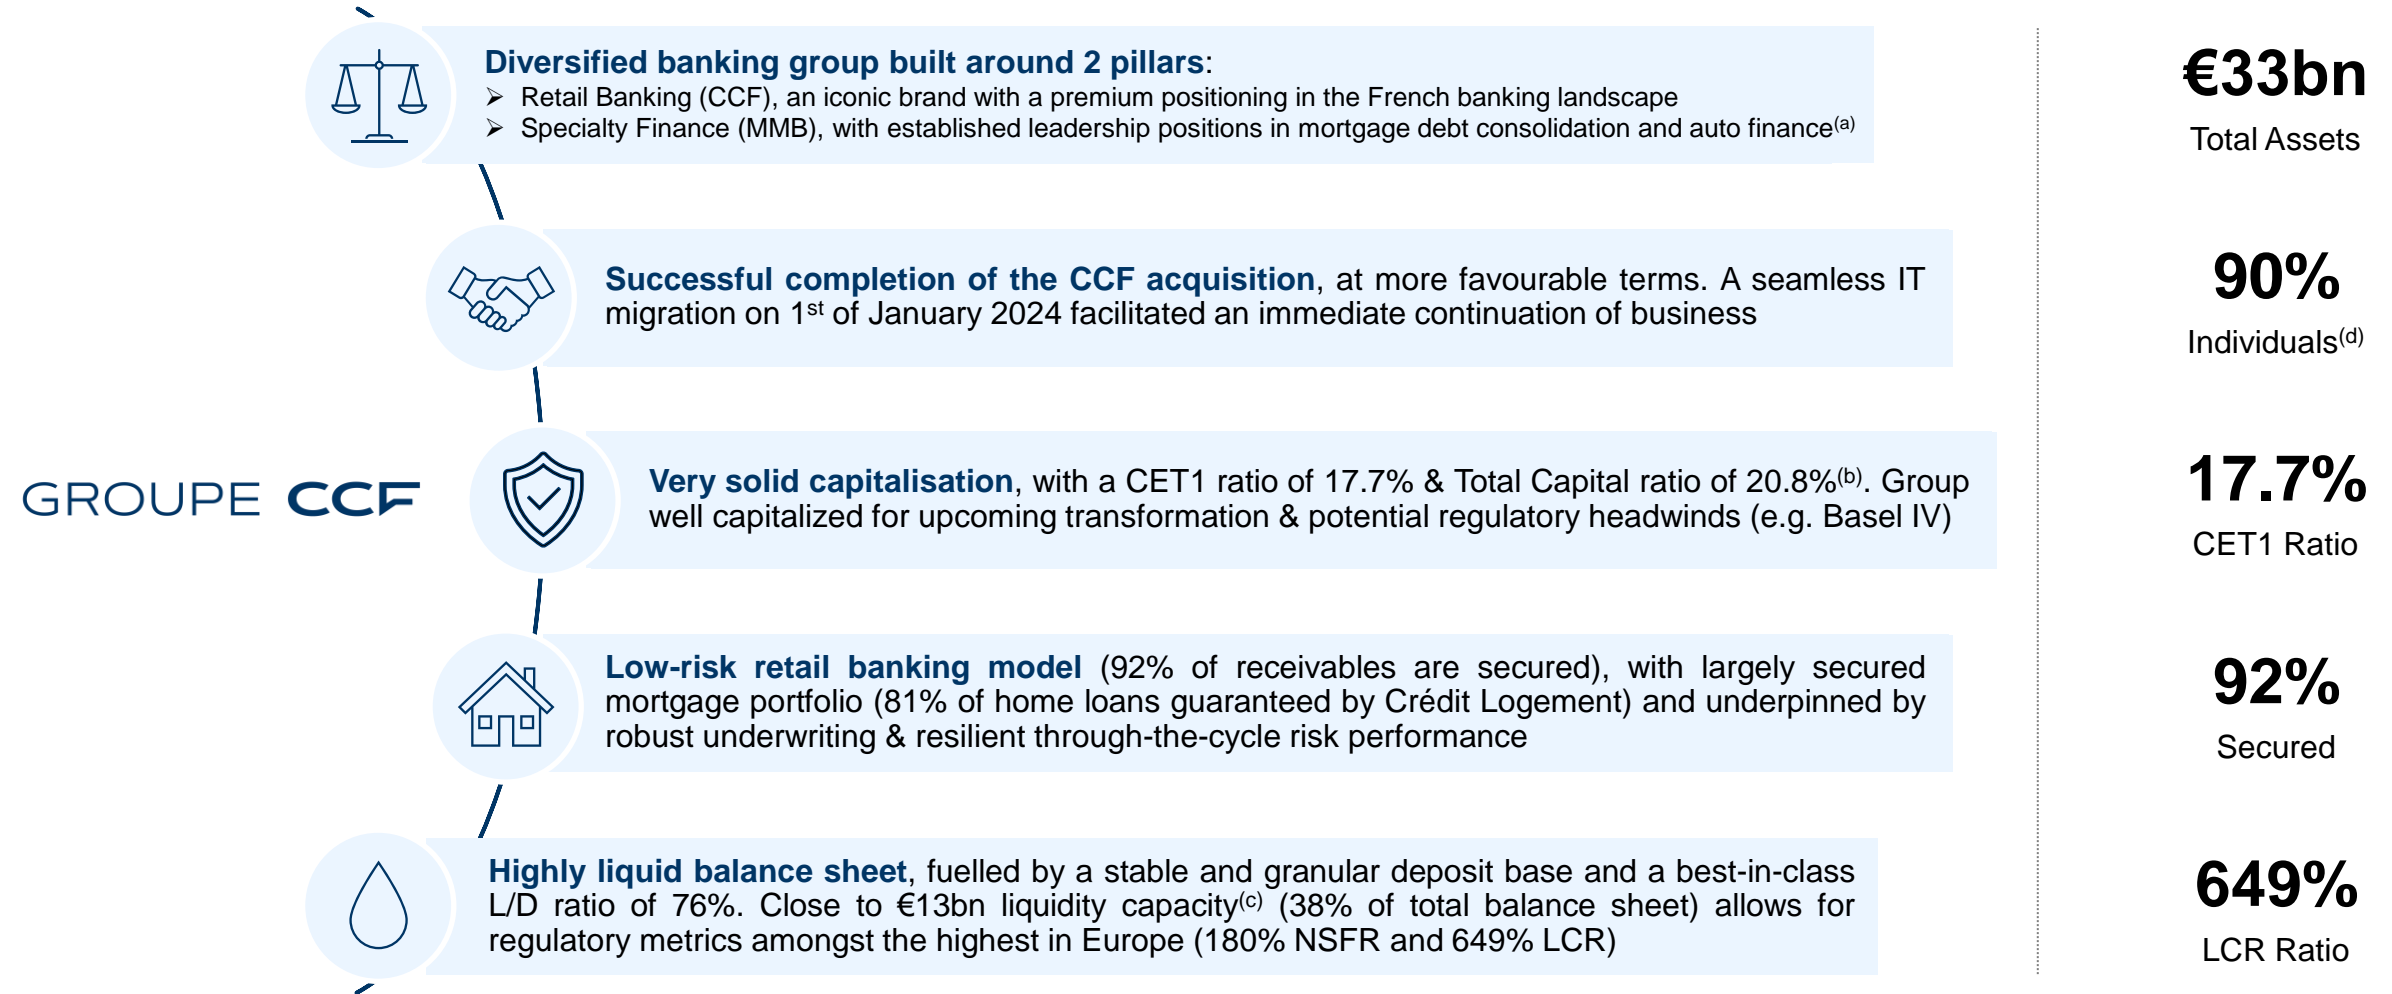 Diversified banking group built around 2 pillars:
➢ Retail Banking (CCF), an iconic brand with a premium positioning in the French banking landscape
➢ Specialty Finance (MMB), with established leadership positions in mortgage debt consolidation and auto finance(a)
€33bn
Total Assets
Successful completion of the CCF acquisition, at more favourable terms. A seamless IT
migration on 1st of January 2024 facilitated an immediate continuation of business
90%
Individuals(d)
GROUPE CCF
Very solid capitalisation, with a CET1 ratio of 17.7% & Total Capital ratio of 20.8%(b). Group
well capitalized for upcoming transformation & potential regulatory headwinds (e.g. Basel IV)
17.7%
CET1 Ratio
Low-risk retail banking model (92% of receivables are secured), with largely secured
mortgage portfolio (81% of home loans guaranteed by Crédit Logement) and underpinned by
robust underwriting & resilient through-the-cycle risk performance
92%
Secured
Highly liquid balance sheet, fuelled by a stable and granular deposit base and a best-in-class
L/D ratio of 76%. Close to €13bn liquidity capacity(c) (38% of total balance sheet) allows for
regulatory metrics amongst the highest in Europe (180% NSFR and 649% LCR)
649%
LCR Ratio